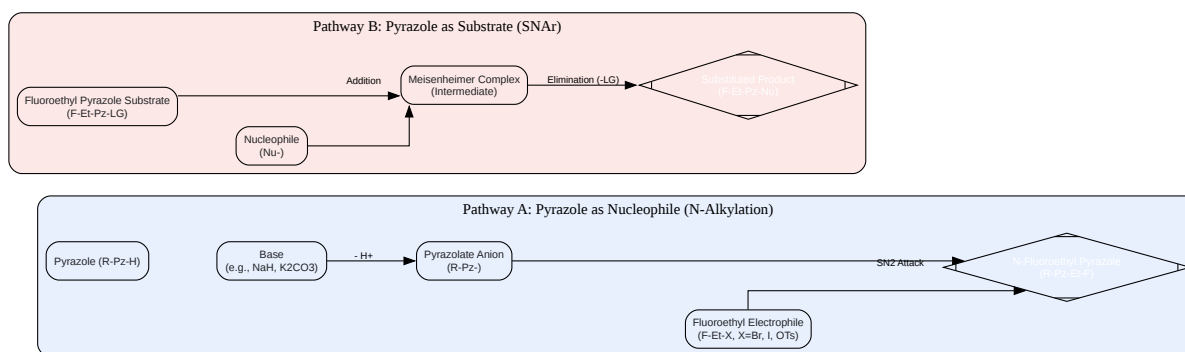 Pathway B: Pyrazole as Substrate (SNAr)
Fluoroethyl Pyrazole Substrate
(F-Et-Pz-LG)
Addition
Nucleophile
(Nu-)
Meisenheimer Complex
(Intermediate)
Elimination (-LG)
Substituted Product
(F-Et-Pz-Nu)
Pathway A: Pyrazole as Nucleophile (N-Alkylation)
Pyrazole (R-Pz-H)
Base
(e.g., NaH, K2CO3)
- H+
Pyrazolate Anion
(R-Pz-)
SN2 Attack
Fluoroethyl Electrophile
(F-Et-X, X=Br, I, OTs)
N-Fluoroethyl Pyrazole
(R-Pz-Et-F)